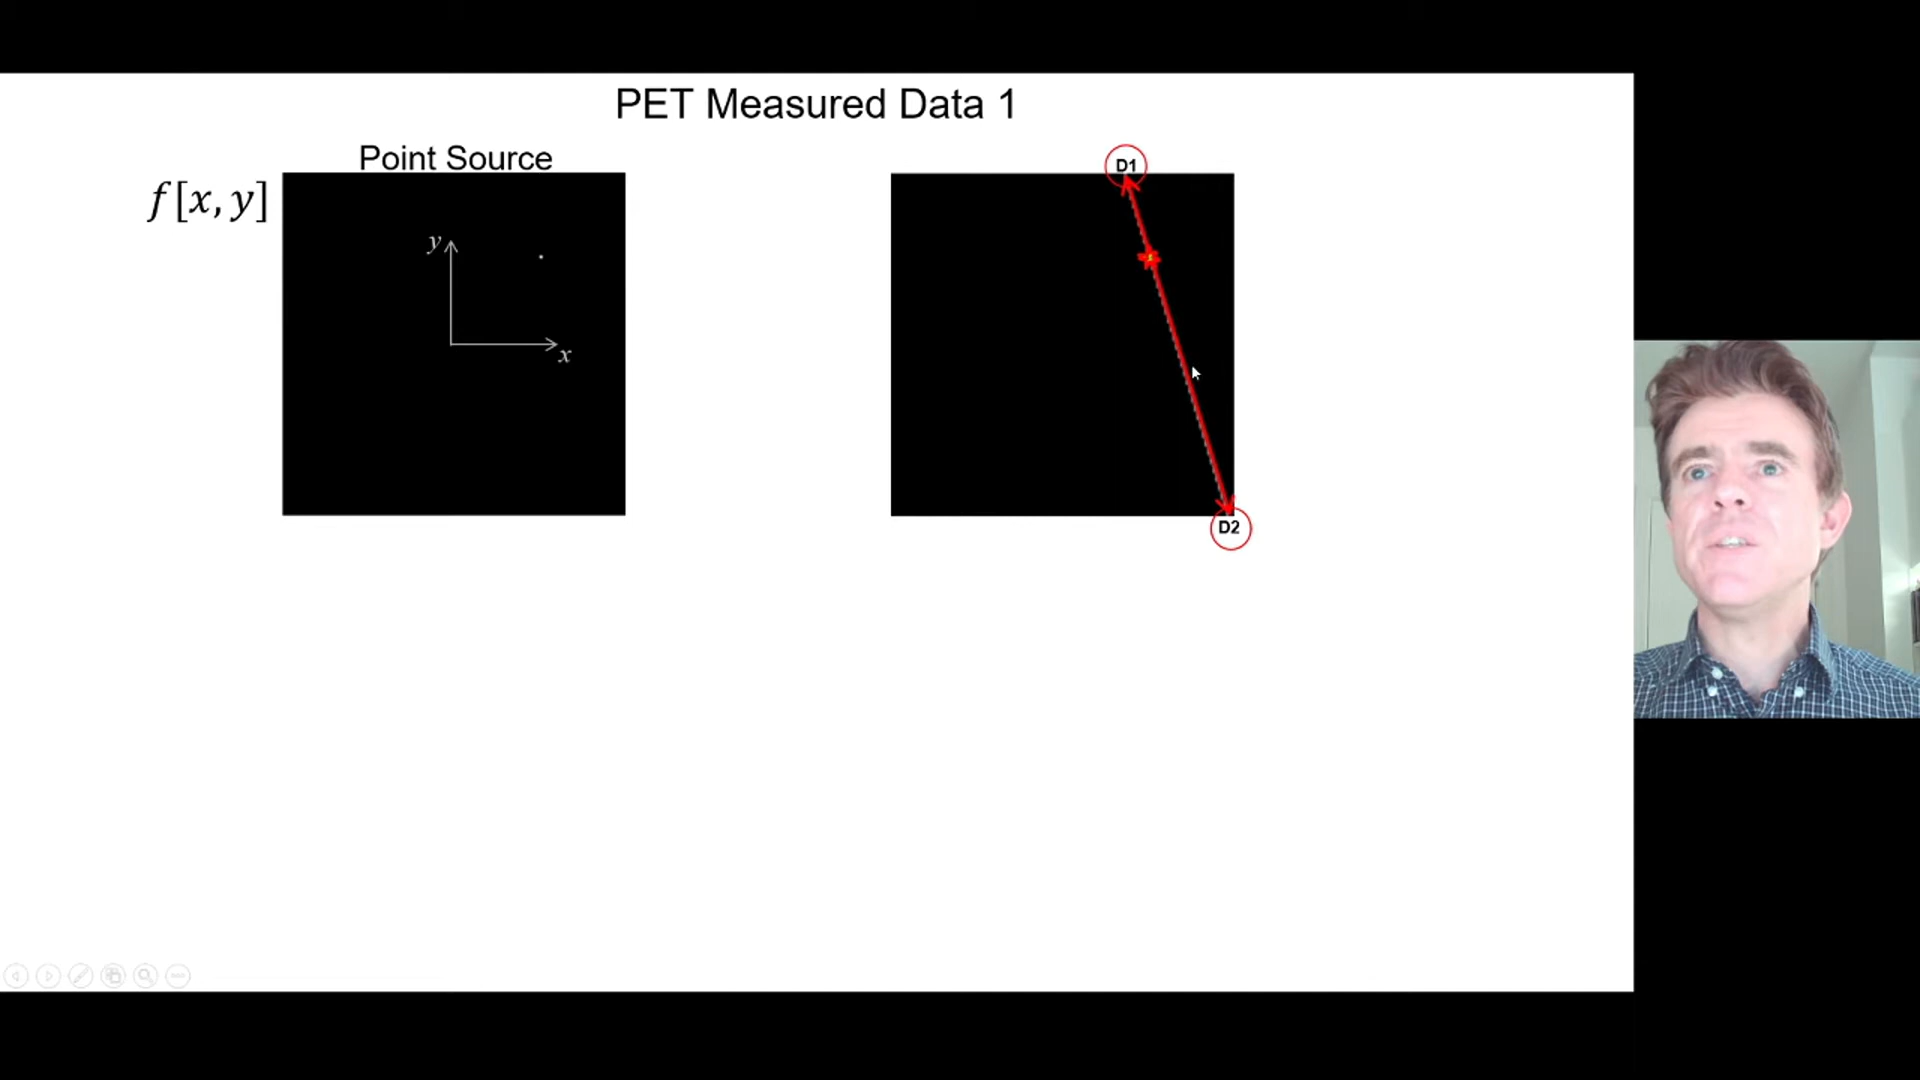 PET Measured Data 1
Point Source
f[x, y]
y
x
D1
D2